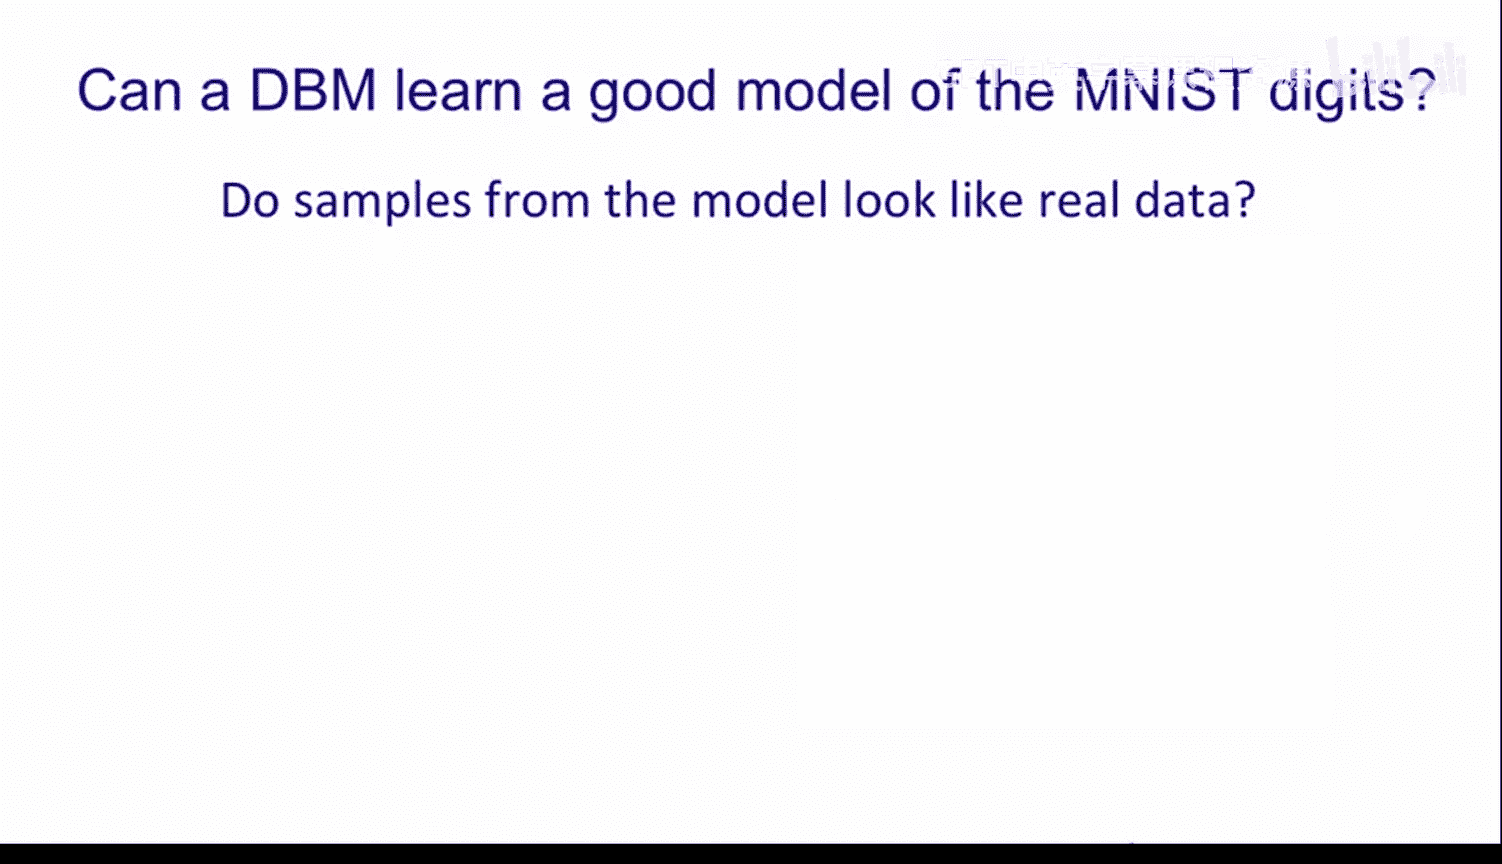 Can a DBM learn a good model of the MNIST digits?
Do samples from the model look like real data?